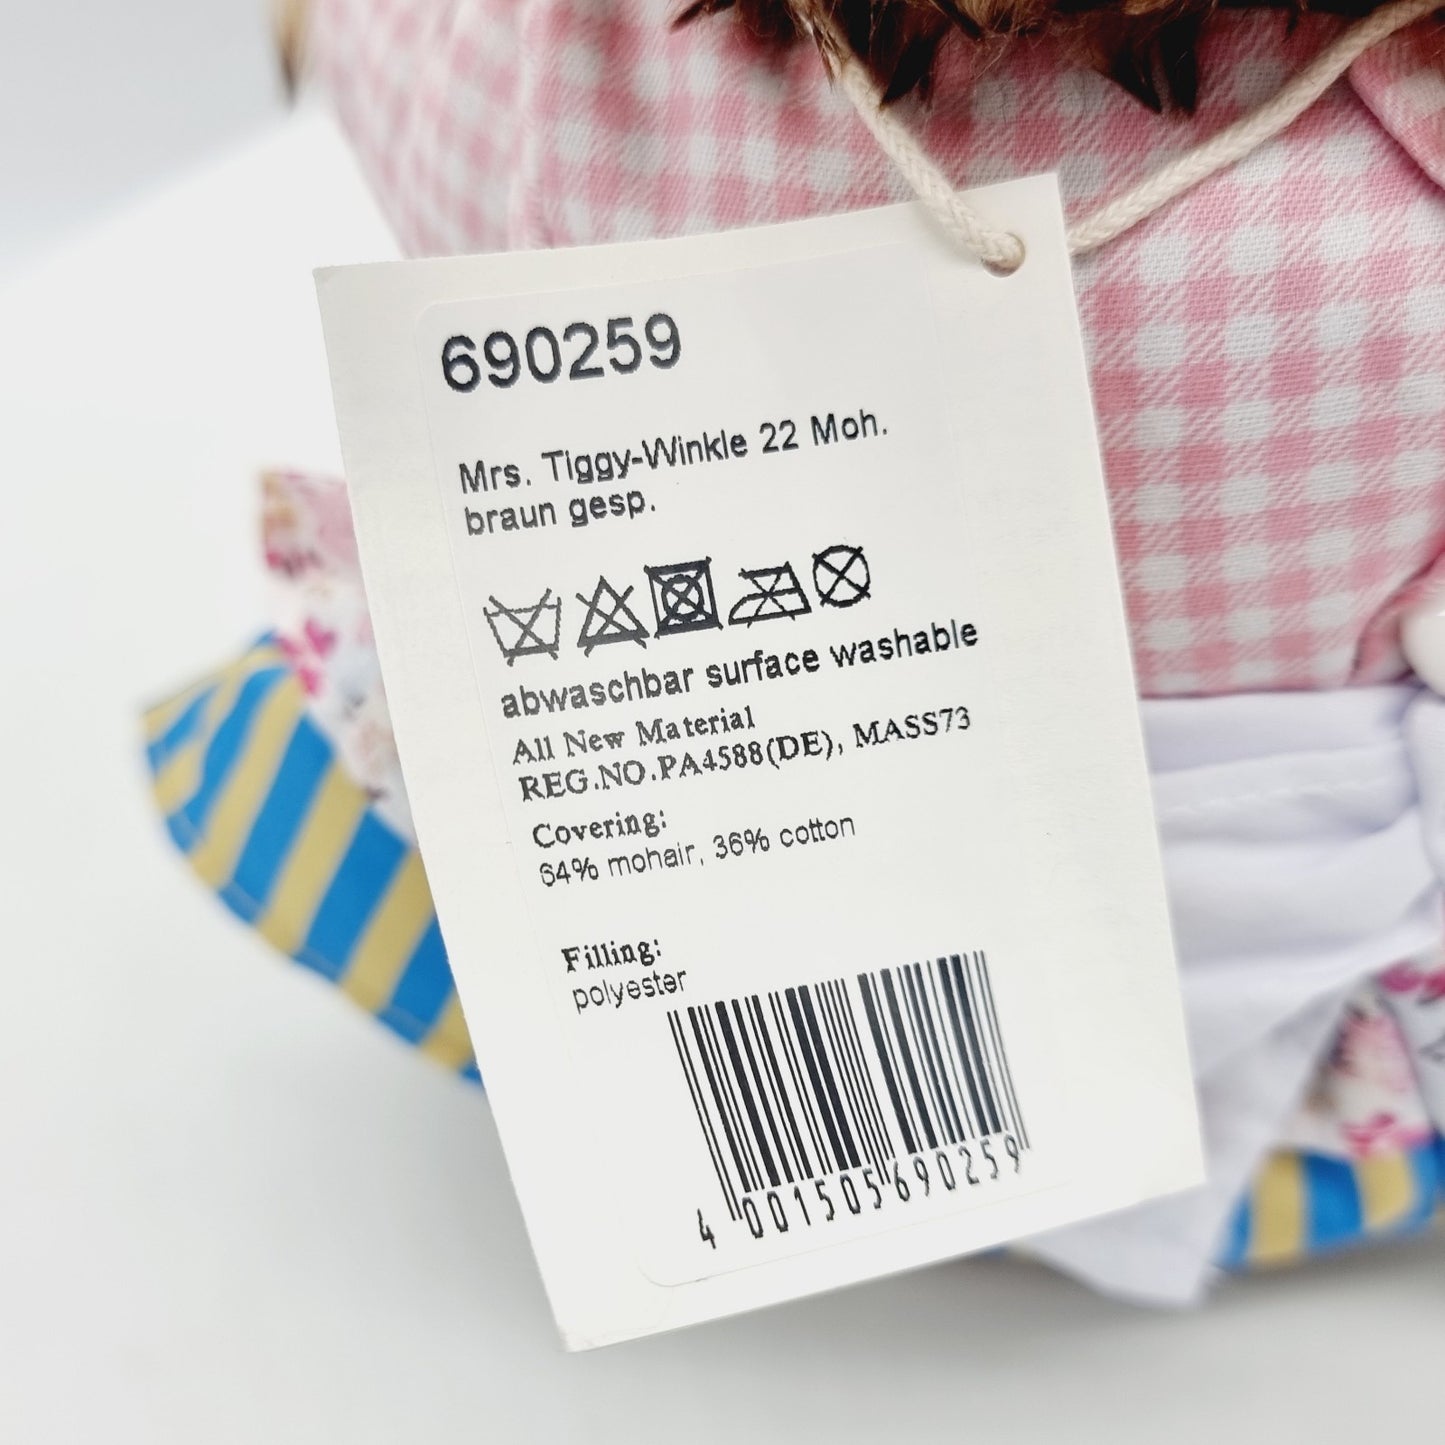 690259
Mrs. Tiggy-Winkle 22 Moh.
braun gesp.
abwaschbar surface washable
All New Material
REG.NO.PA4588(DE), MASS73
Covering:
64% mohair, 36% cotton
Filling:
polyester
4 001505 690259